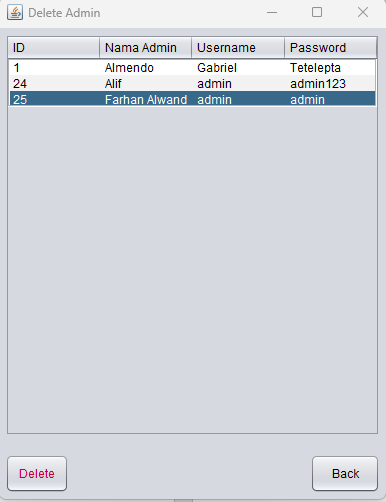 Delete Admin
ID Nama Admin Username Password
1 Almendo Gabriel Tetelepta
24 Alif admin admin123
25 Farhan Alwand admin admin
Delete Back